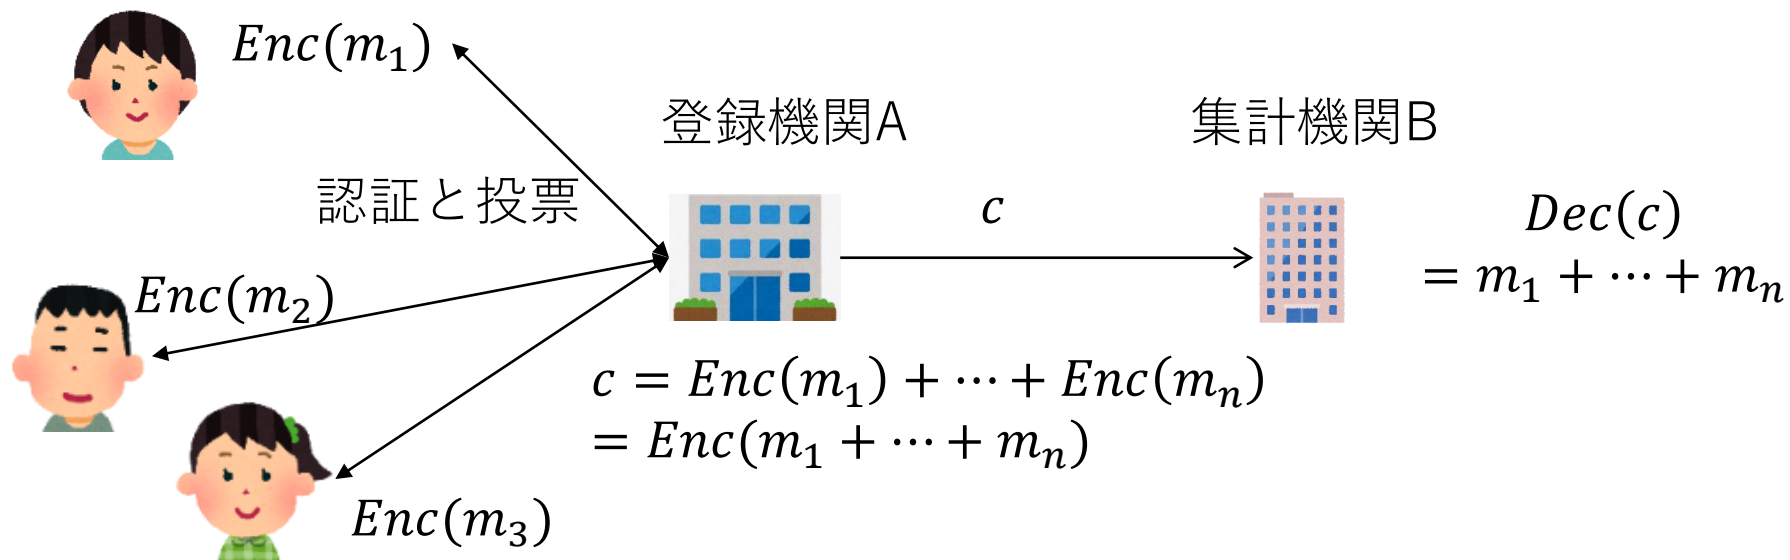 Enc(m₁)
登録機関A
集計機関B
認証と投票
c
Dec(c)
= m₁ + ⋯ + mₙ
Enc(m₂)
c = Enc(m₁) + ⋯ + Enc(mₙ)
= Enc(m₁ + ⋯ + mₙ)
Enc(m₃)